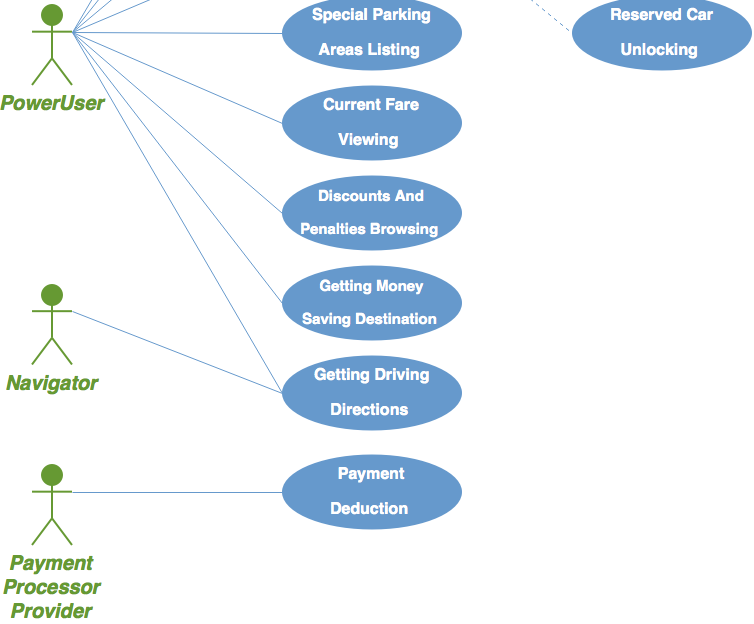 Special Parking
Areas Listing
Reserved Car
Unlocking
PowerUser
Current Fare
Viewing
Discounts And
Penalties Browsing
Getting Money
Saving Destination
Navigator
Getting Driving
Directions
Payment
Deduction
Payment
Processor
Provider